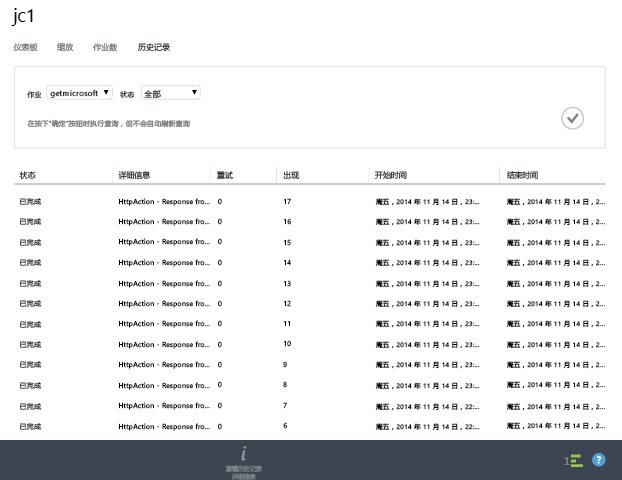 jc1
仪表板 缩放 作业数 历史记录
作业 getmicrosoft 状态 全部
在按下"确定"按钮时执行查询，但不会自动刷新查询
状态 详细信息 重试 出现 开始时间 结束时间
已完成 HttpAction - Response fro... 0 17 周五，2014 年 11 月 14 日，23:... 周五，2014 年 11 月 14 日，2...
已完成 HttpAction - Response fro... 0 16 周五，2014 年 11 月 14 日，23:... 周五，2014 年 11 月 14 日，2...
已完成 HttpAction - Response fro... 0 15 周五，2014 年 11 月 14 日，23:... 周五，2014 年 11 月 14 日，2...
已完成 HttpAction - Response fro... 0 14 周五，2014 年 11 月 14 日，23:... 周五，2014 年 11 月 14 日，2...
已完成 HttpAction - Response fro... 0 13 周五，2014 年 11 月 14 日，23:... 周五，2014 年 11 月 14 日，2...
已完成 HttpAction - Response fro... 0 12 周五，2014 年 11 月 14 日，23:... 周五，2014 年 11 月 14 日，2...
已完成 HttpAction - Response fro... 0 11 周五，2014 年 11 月 14 日，23:... 周五，2014 年 11 月 14 日，2...
已完成 HttpAction - Response fro... 0 10 周五，2014 年 11 月 14 日，23:... 周五，2014 年 11 月 14 日，2...
已完成 HttpAction - Response fro... 0 9 周五，2014 年 11 月 14 日，23:... 周五，2014 年 11 月 14 日，2...
已完成 HttpAction - Response fro... 0 8 周五，2014 年 11 月 14 日，23:... 周五，2014 年 11 月 14 日，2...
已完成 HttpAction - Response fro... 0 7 周五，2014 年 11 月 14 日，22:... 周五，2014 年 11 月 14 日，2...
已完成 HttpAction - Response fro... 0 6 周五，2014 年 11 月 14 日，22:... 周五，2014 年 11 月 14 日，2...
查看历史记录
详细信息
1
?